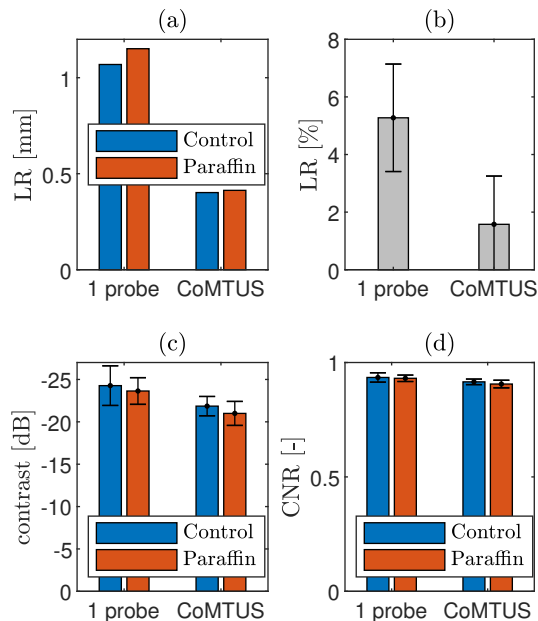 (a)
LR [mm]
1
0.5
0
Control
Paraffin
1 probe CoMTUS
(b)
LR [%]
8
6
4
2
0
1 probe CoMTUS
(c)
contrast [dB]
-25
-20
-15
-10
-5
0
Control
Paraffin
1 probe CoMTUS
(d)
CNR [-]
1
0.5
0
Control
Paraffin
1 probe CoMTUS